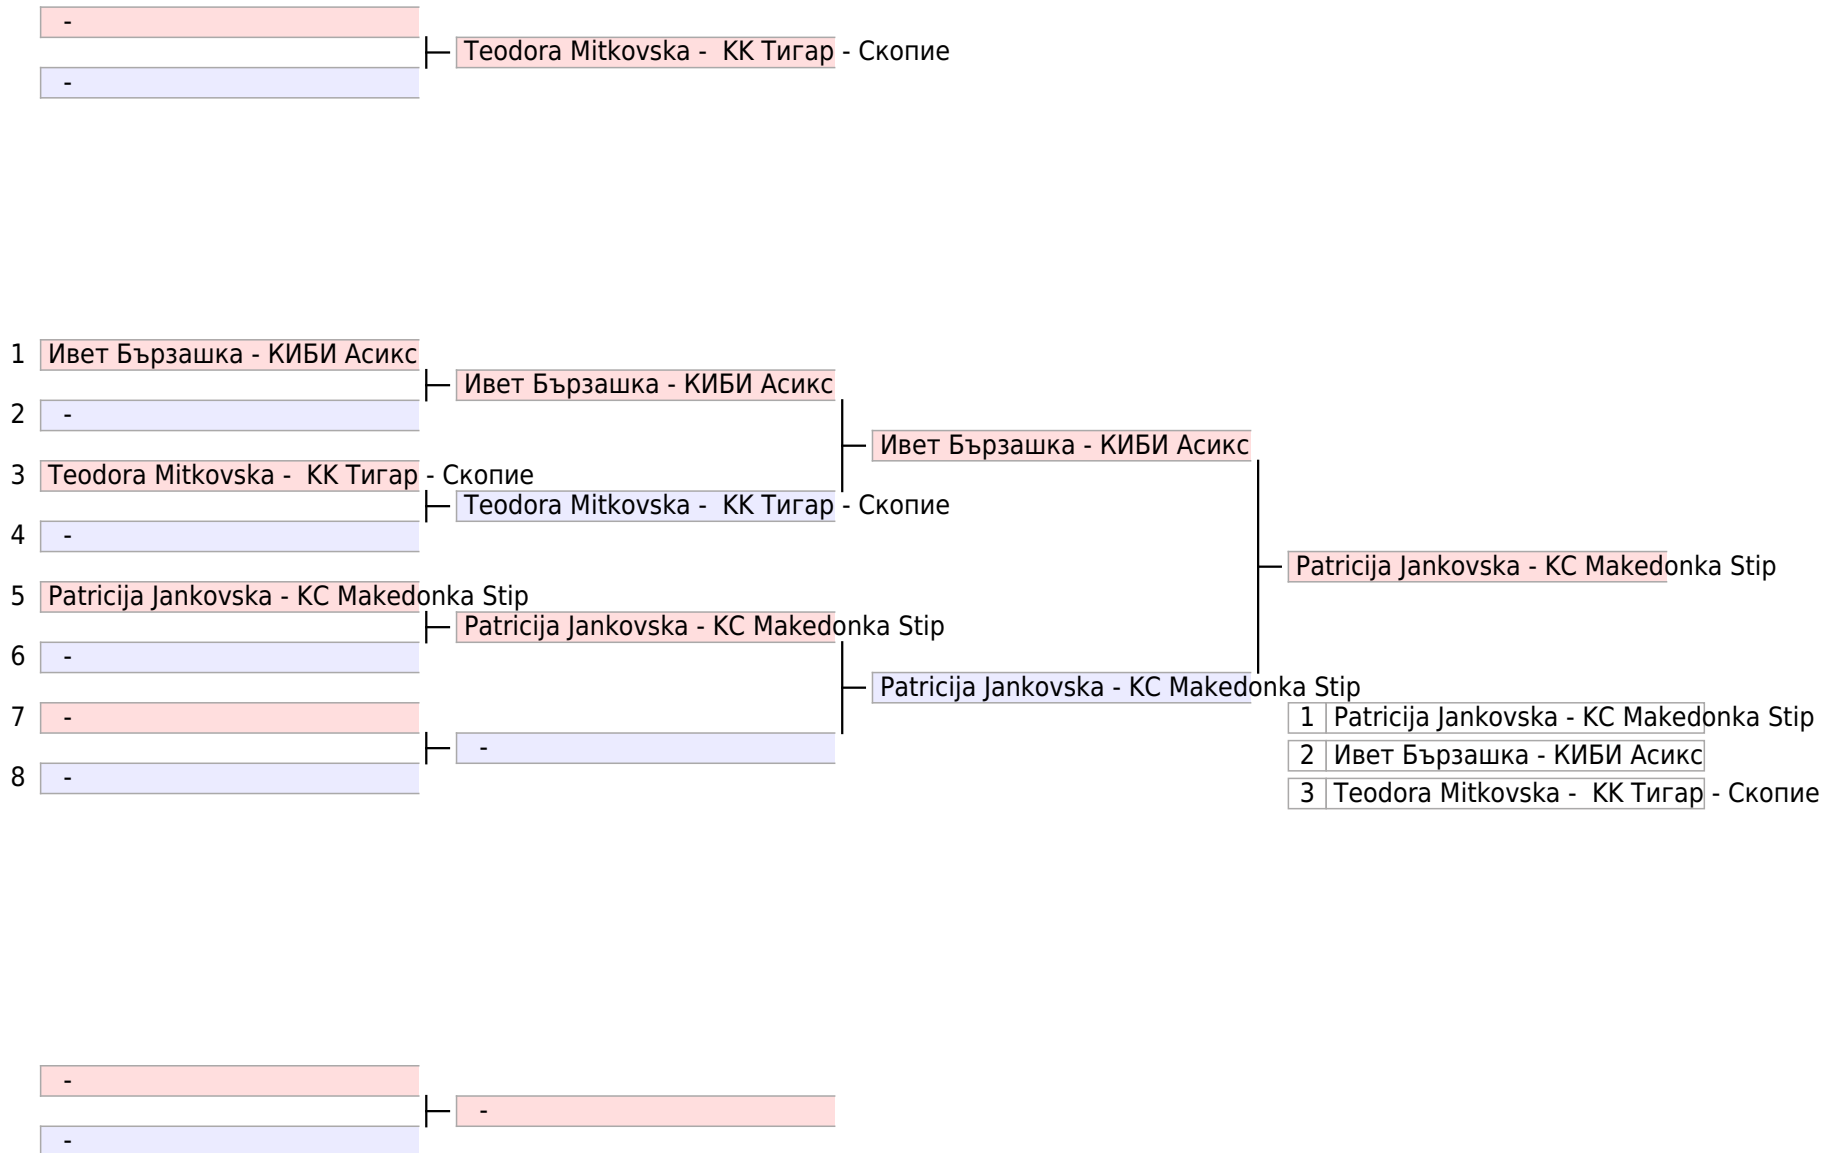 -
Teodora Mitkovska -  KK Тигар - Скопие
-
1 Ивет Бързашка - КИБИ Асикс
Ивет Бързашка - КИБИ Асикс
2 -
Ивет Бързашка - КИБИ Асикс
3 Teodora Mitkovska -  KK Тигар - Скопие
Teodora Mitkovska -  KK Тигар - Скопие
4 -
Patricija Jankovska - KC Makedonka Stip
5 Patricija Jankovska - KC Makedonka Stip
Patricija Jankovska - KC Makedonka Stip
6 -
Patricija Jankovska - KC Makedonka Stip
7 -
1 Patricija Jankovska - KC Makedonka Stip
-
2 Ивет Бързашка - КИБИ Асикс
8 -
3 Teodora Mitkovska -  KK Тигар - Скопие
-
-
-